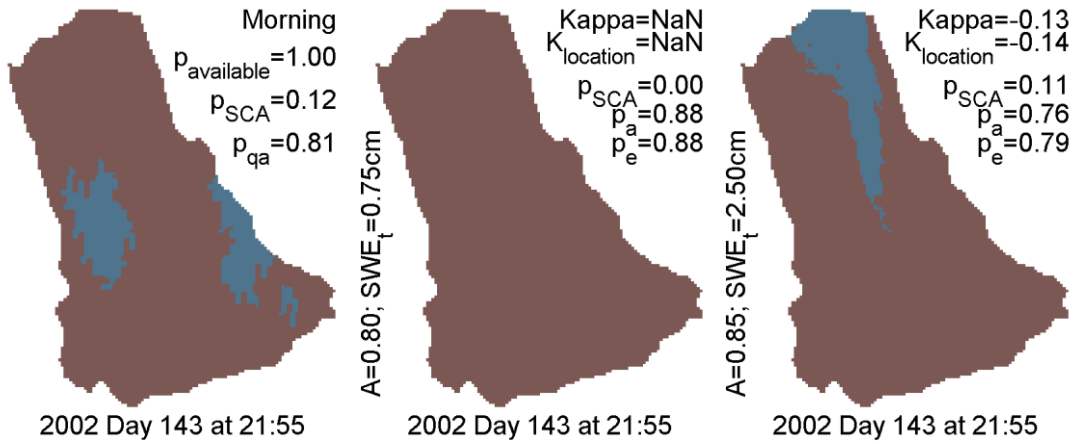 Morning
p_available=1.00
p_SCA=0.12
p_qa=0.81
2002 Day 143 at 21:55
A=0.80; SWE_t=0.75cm
Kappa=NaN
K_location=NaN
p_SCA=0.00
p_a=0.88
p_e=0.88
2002 Day 143 at 21:55
A=0.85; SWE_t=2.50cm
Kappa=-0.13
K_location=-0.14
p_SCA=0.11
p_a=0.76
p_e=0.79
2002 Day 143 at 21:55